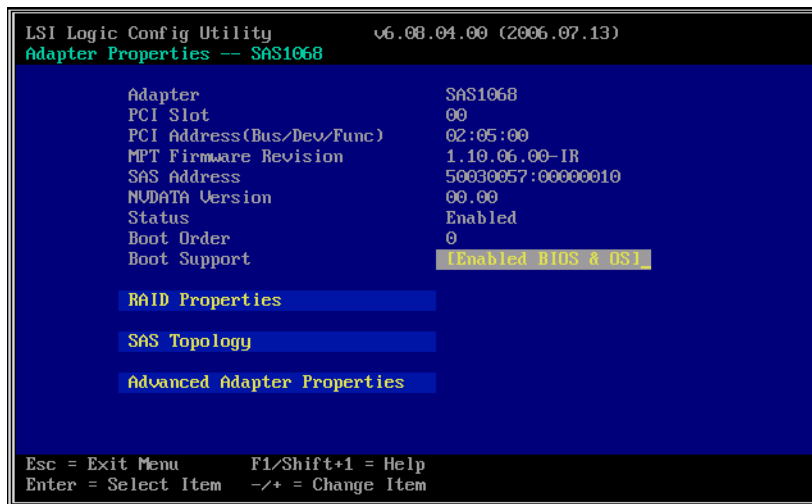 LSI Logic Config Utility v6.08.04.00 (2006.07.13)
Adapter Properties -- SAS1068
Adapter SAS1068
PCI Slot 00
PCI Address(Bus/Dev/Func) 02:05:00
MPT Firmware Revision 1.10.06.00-IR
SAS Address 50030057:00000010
NVDATA Version 00.00
Status Enabled
Boot Order 0
Boot Support [Enabled BIOS & OS]_
RAID Properties
SAS Topology
Advanced Adapter Properties
Esc = Exit Menu F1/Shift+1 = Help
Enter = Select Item -/+ = Change Item